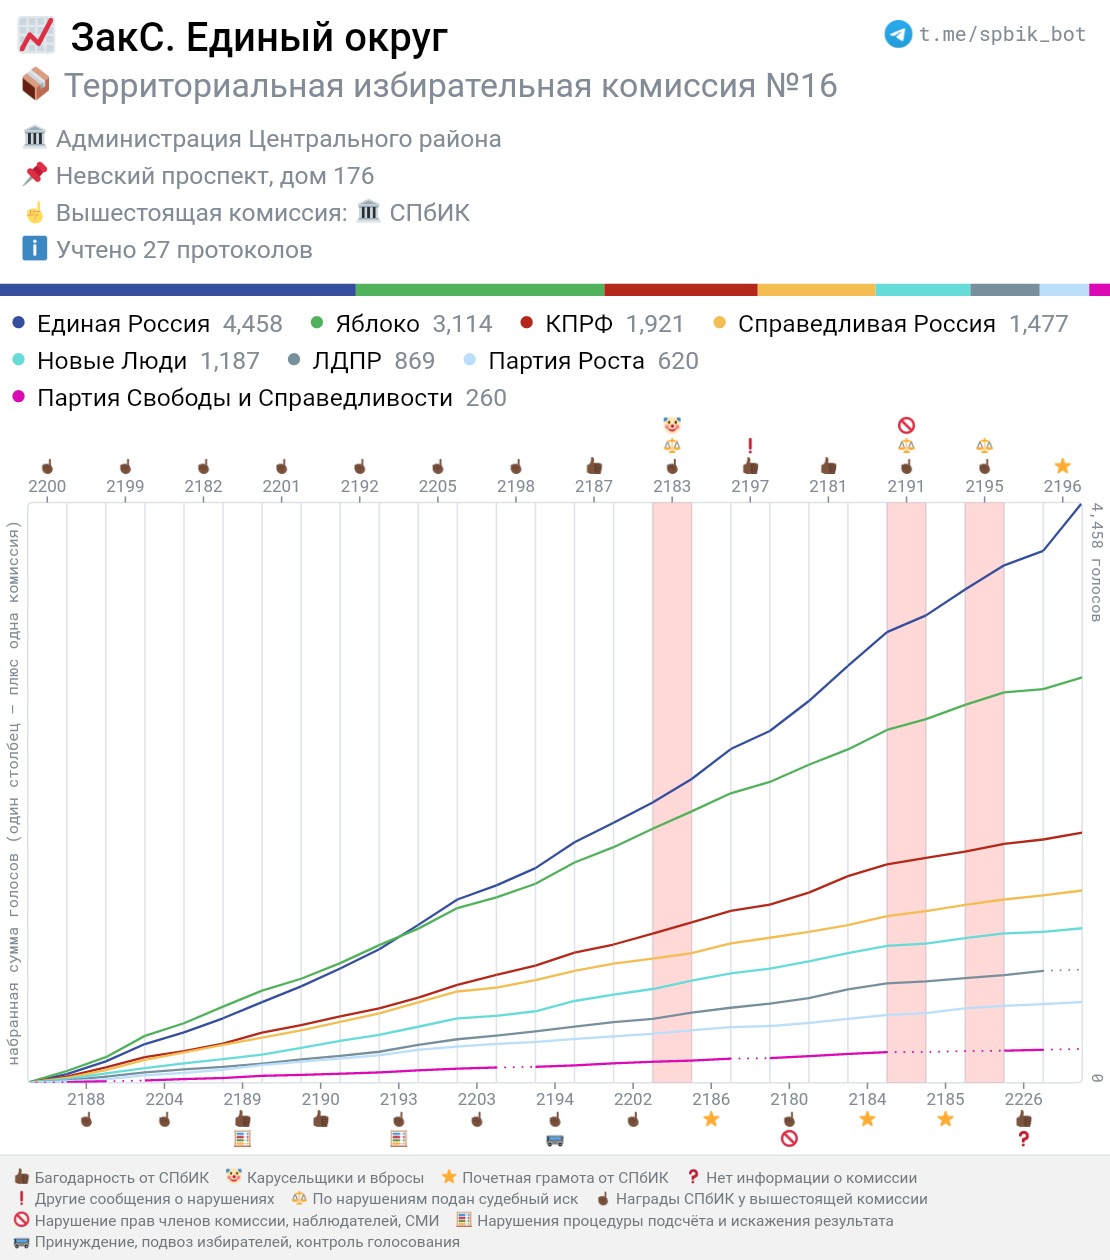 ЗакС. Единый округ
t.me/spbik_bot
Территориальная избирательная комиссия №16
Администрация Центрального района
Невский проспект, дом 176
Вышестоящая комиссия: СПбИК
Учтено 27 протоколов
Единая Россия 4,458 Яблоко 3,114 КПРФ 1,921 Справедливая Россия 1,477
Новые Люди 1,187 ЛДПР 869 Партия Роста 620
Партия Свободы и Справедливости 260
2200 2199 2182 2201 2192 2205 2198 2187 2183 2197 2181 2191 2195 2196
набранная сумма голосов (один столбец – плюс одна комиссия)
4,458 голосов
0
2188 2204 2189 2190 2193 2203 2194 2202 2186 2180 2184 2185 2226
Багодарность от СПбИК Карусельщики и вбросы Почетная грамота от СПбИК Нет информации о комиссии
Другие сообщения о нарушениях По нарушениям подан судебный иск Награды СПбИК у вышестоящей комиссии
Нарушение прав членов комиссии, наблюдателей, СМИ Нарушения процедуры подсчёта и искажения результата
Принуждение, подвоз избирателей, контроль голосования